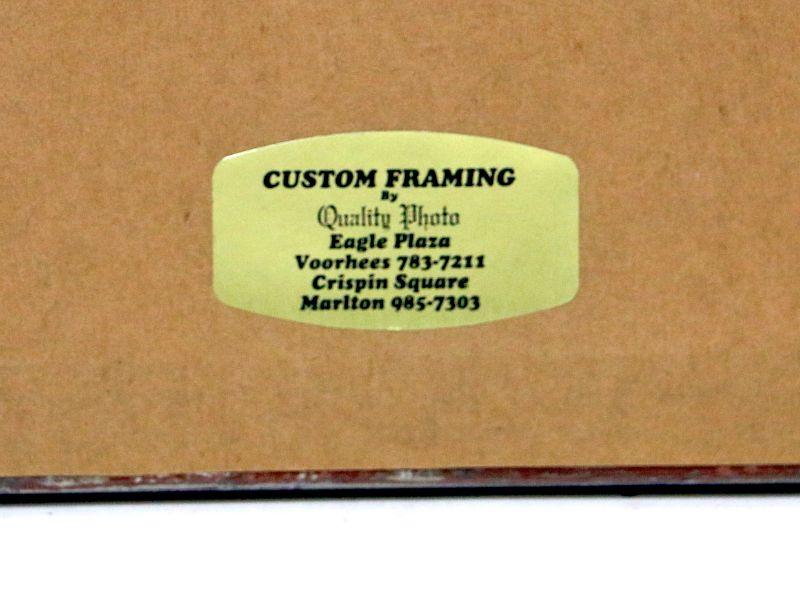 CUSTOM FRAMING
By
Quality Photo
Eagle Plaza
Voorhees 783-7211
Crispin Square
Marlton 985-7303